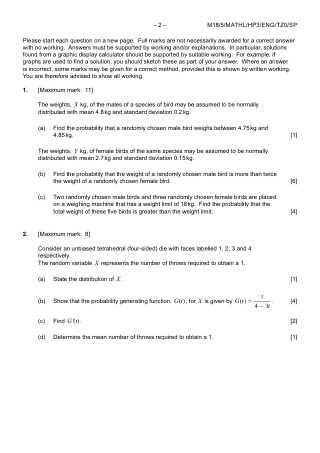 – 2 –
M18/5/MATHL/HP3/ENG/TZ0/SP
Please start each question on a new page. Full marks are not necessarily awarded for a correct answer
with no working. Answers must be supported by working and/or explanations. In particular, solutions
found from a graphic display calculator should be supported by suitable working. For example, if
graphs are used to find a solution, you should sketch these as part of your answer. Where an answer
is incorrect, some marks may be given for a correct method, provided this is shown by written working.
You are therefore advised to show all working.
1. [Maximum mark: 11]
The weights, X kg, of the males of a species of bird may be assumed to be normally
distributed with mean 4.8 kg and standard deviation 0.2 kg.
(a) Find the probability that a randomly chosen male bird weighs between 4.75 kg and
4.85 kg. [1]
The weights, Y kg, of female birds of the same species may be assumed to be normally
distributed with mean 2.7 kg and standard deviation 0.15 kg.
(b) Find the probability that the weight of a randomly chosen male bird is more than twice
the weight of a randomly chosen female bird. [6]
(c) Two randomly chosen male birds and three randomly chosen female birds are placed
on a weighing machine that has a weight limit of 18 kg. Find the probability that the
total weight of these five birds is greater than the weight limit. [4]
2. [Maximum mark: 8]
Consider an unbiased tetrahedral (four-sided) die with faces labelled 1, 2, 3 and 4
respectively.
The random variable X represents the number of throws required to obtain a 1.
(a) State the distribution of X. [1]
(b) Show that the probability generating function, G(t), for X is given by G(t) = t / (4 – 3t). [4]
(c) Find G′(t). [2]
(d) Determine the mean number of throws required to obtain a 1. [1]